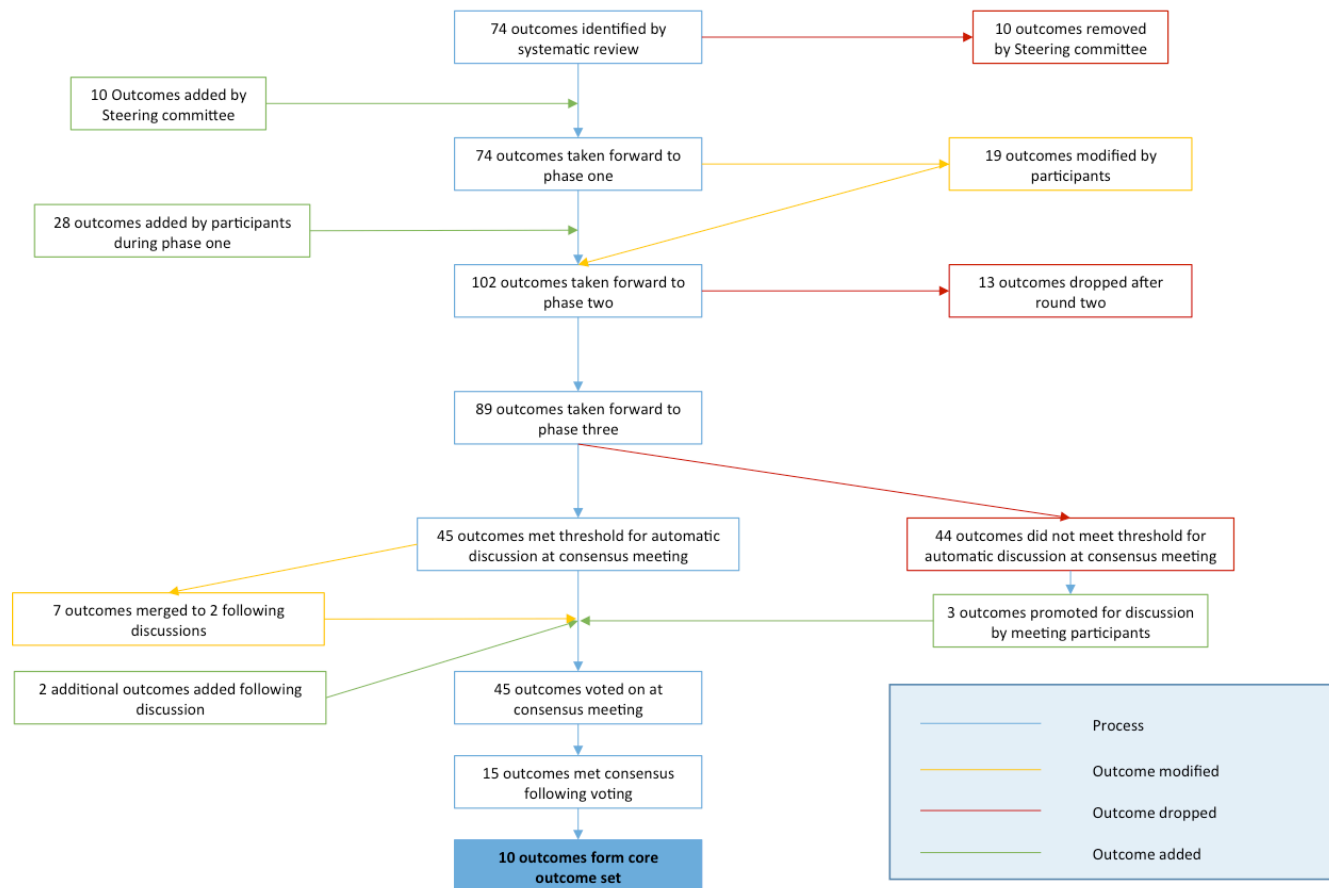 74 outcomes identified by
systematic review
10 outcomes removed
by Steering committee
10 Outcomes added by
Steering committee
74 outcomes taken forward to
phase one
19 outcomes modified by
participants
28 outcomes added by participants
during phase one
102 outcomes taken forward to
phase two
13 outcomes dropped after
round two
89 outcomes taken forward to
phase three
45 outcomes met threshold for automatic
discussion at consensus meeting
44 outcomes did not meet threshold for
automatic discussion at consensus meeting
7 outcomes merged to 2 following
discussions
3 outcomes promoted for discussion
by meeting participants
2 additional outcomes added following
discussion
45 outcomes voted on at
consensus meeting
15 outcomes met consensus
following voting
10 outcomes form core
outcome set
Process
Outcome modified
Outcome dropped
Outcome added